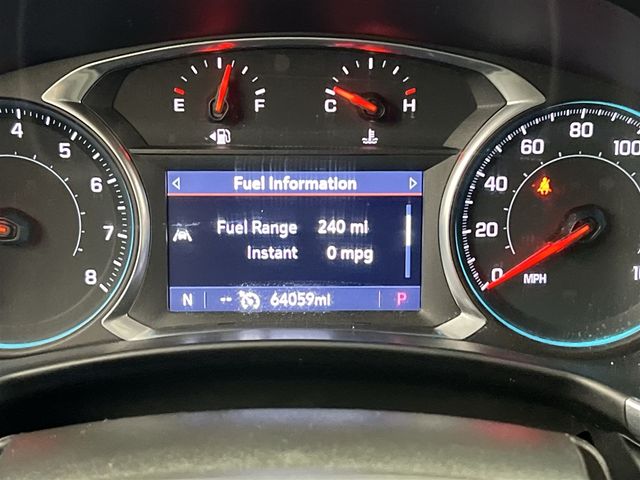 E F C H
4 5 6 7 8
Fuel Information
Fuel Range 240 mi
Instant 0 mpg
N -- 64059mi P
0 20 40 60 80 100
MPH